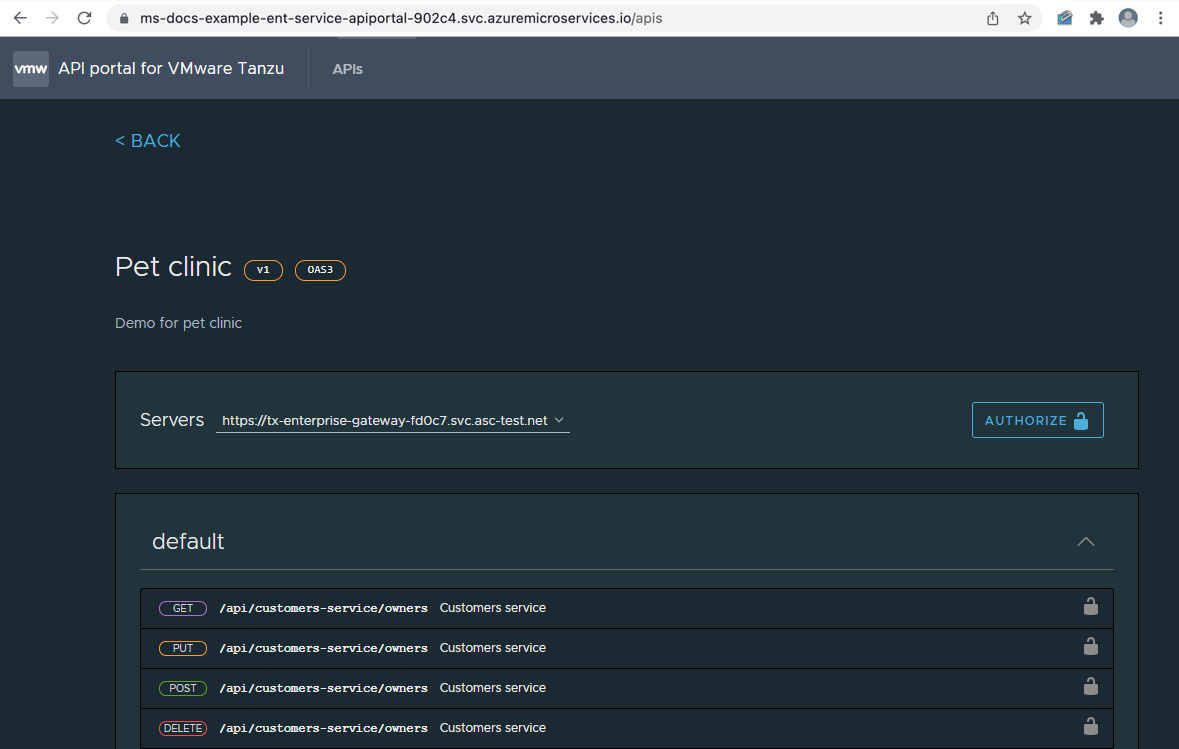 ms-docs-example-ent-service-apiportal-902c4.svc.azuremicroservices.io/apis
vmw API portal for VMware Tanzu APIs
< BACK
Pet clinic v1 OAS3
Demo for pet clinic
Servers https://tx-enterprise-gateway-fd0c7.svc.asc-test.net AUTHORIZE
default
GET /api/customers-service/owners Customers service
PUT /api/customers-service/owners Customers service
POST /api/customers-service/owners Customers service
DELETE /api/customers-service/owners Customers service